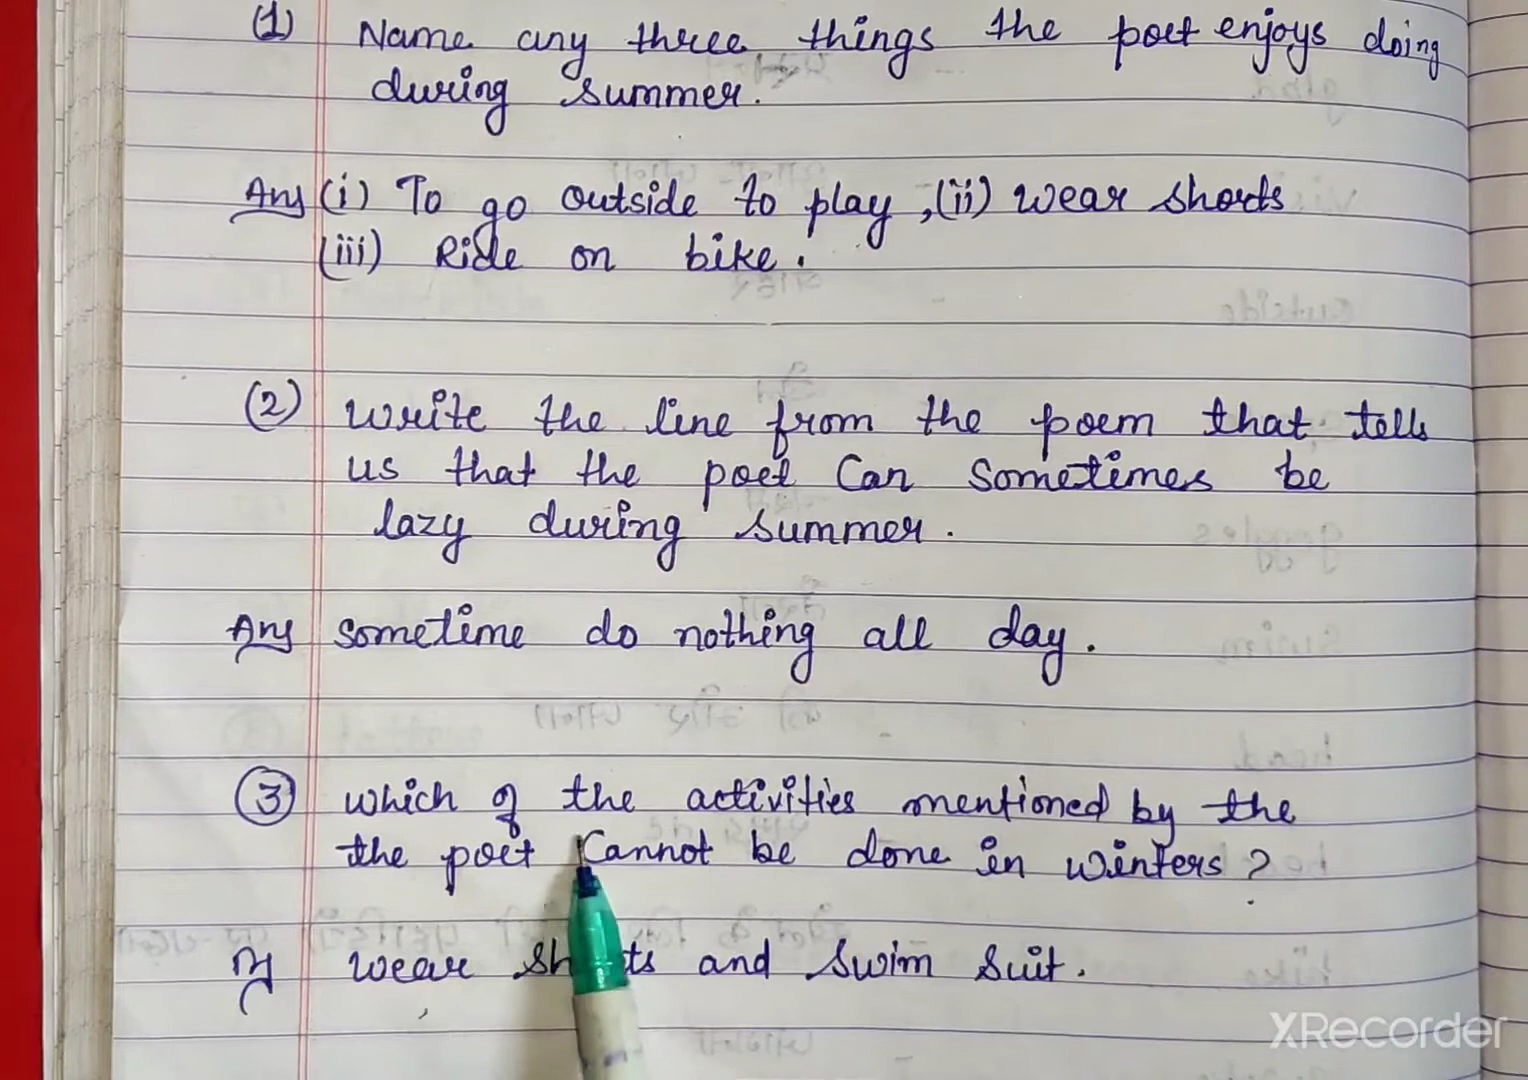 (1) Name any three things the poet enjoys doing
during summer.
Ans (i) To go outside to play, (ii) wear shorts
(iii) Ride on bike.
(2) write the line from the poem that tells
us that the poet can sometimes be
lazy during summer.
Ans sometime do nothing all day.
(3) which of the activities mentioned by the
the poet cannot be done in winters?
wear sh ts and swim suit.
XRecorder